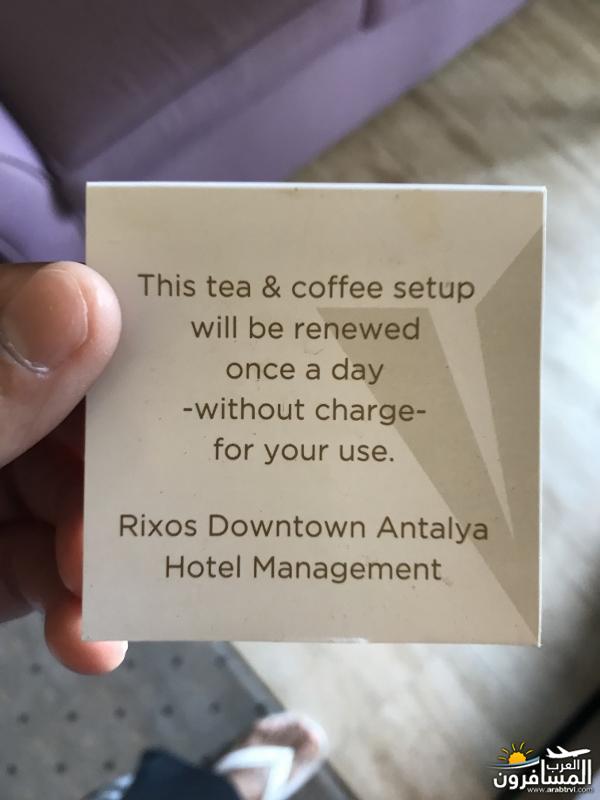 This tea & coffee setup
will be renewed
once a day
-without charge-
for your use.
Rixos Downtown Antalya
Hotel Management
العرب
المسافرون
www.arabtrvl.com